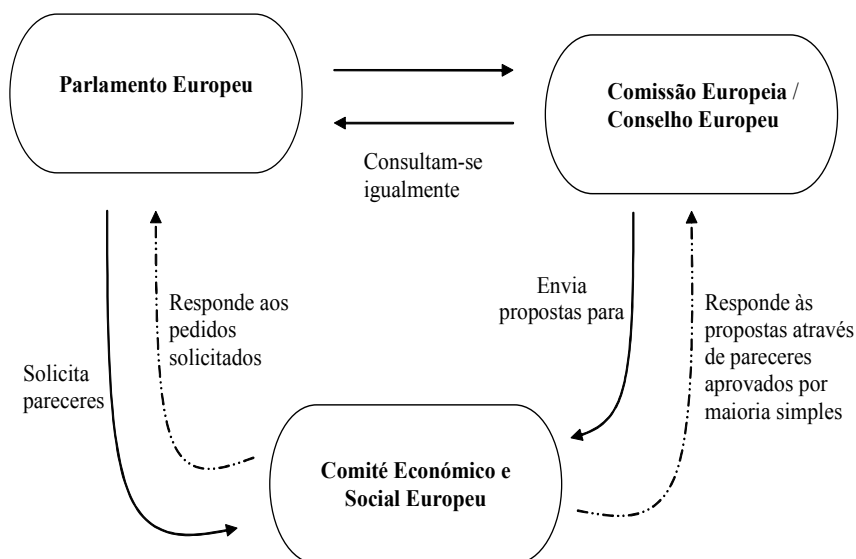 Parlamento Europeu
Comissão Europeia /
Conselho Europeu
Consultam-se
igualmente
Solicita
pareceres
Responde aos
pedidos
solicitados
Envia
propostas para
Responde às
propostas através
de pareceres
aprovados por
maioria simples
Comité Económico e
Social Europeu